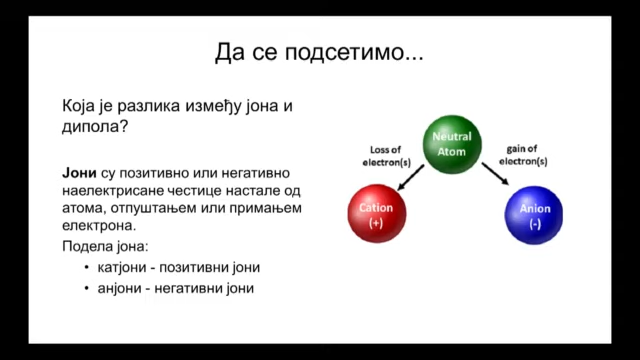 Да се подсетимо...
Која је разлика између јона и
дипола?
Јони су позитивно или негативно
наелектрисане честице настале од
атома, отпуштањем или примањем
електрона.
Подела јона:
• катјони - позитивни јони
• анјони - негативни јони
Neutral
Atom
Loss of
electron(s)
gain of
electron(s)
Cation
(+)
Anion
(-)